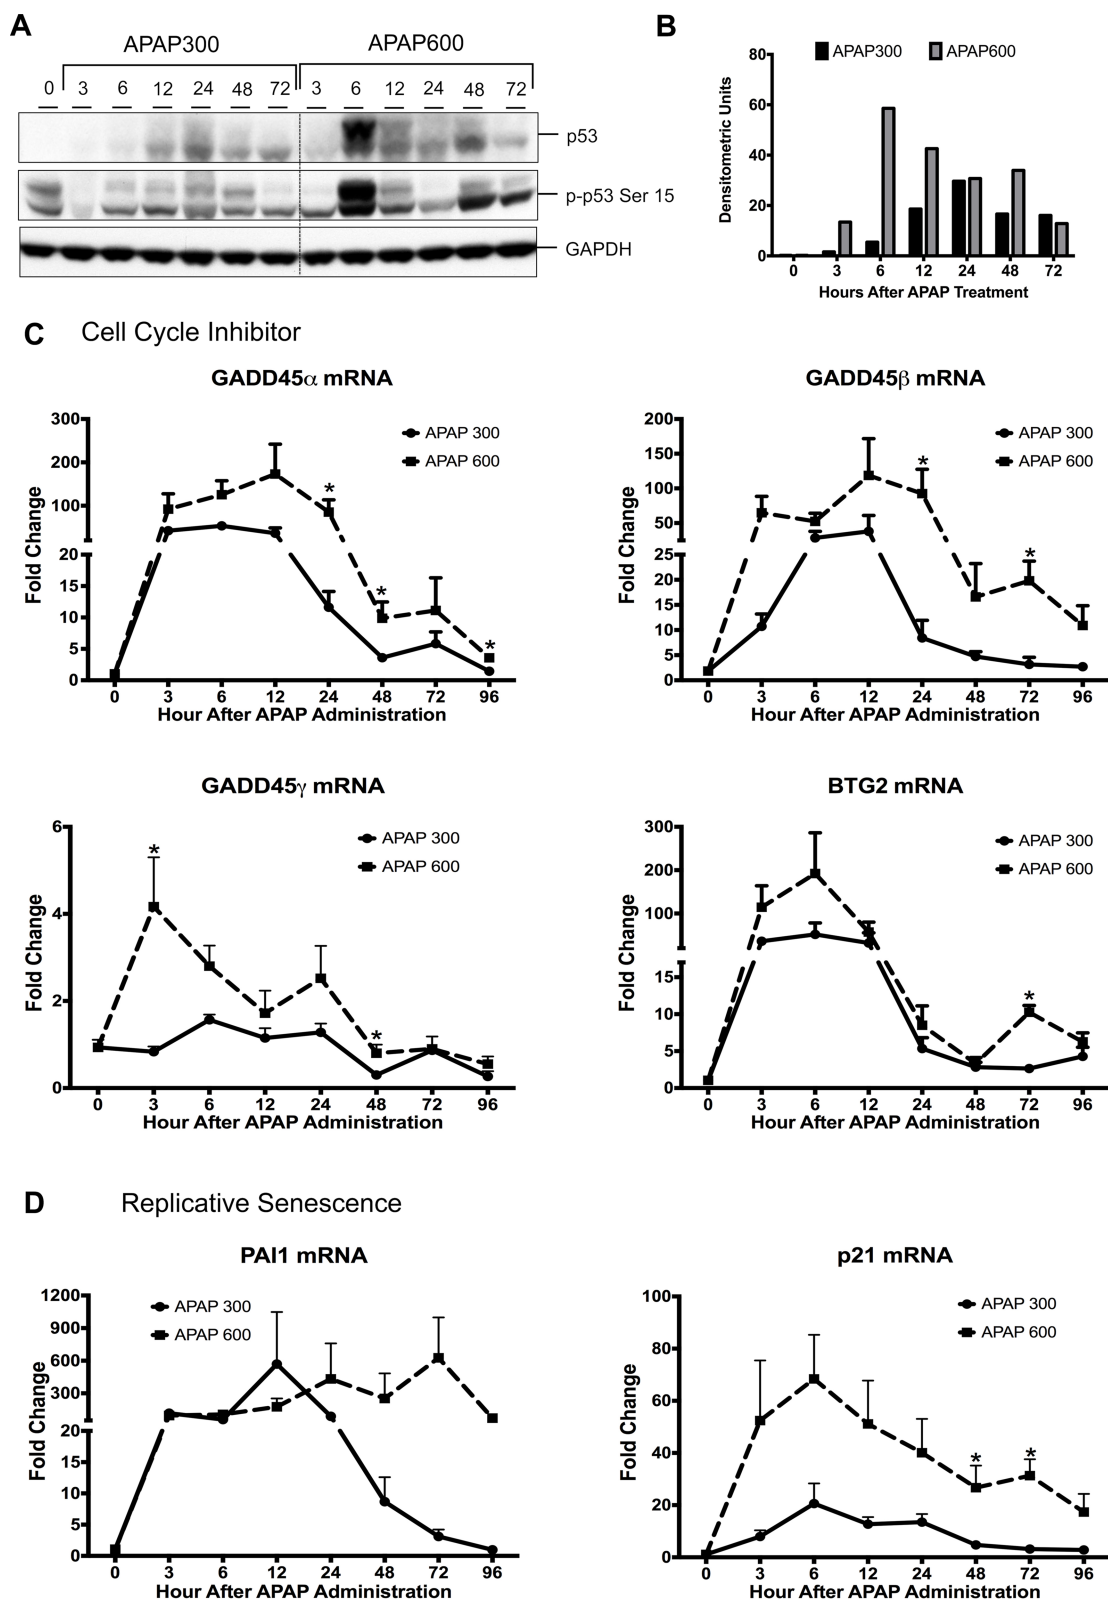 A
APAP300
APAP600
0 3 6 12 24 48 72 3 6 12 24 48 72
p53
p-p53 Ser 15
GAPDH
B
APAP300 APAP600
Densitometric Units
80
60
40
20
0
0 3 6 12 24 48 72
Hours After APAP Treatment
C Cell Cycle Inhibitor
GADD45α mRNA
APAP 300
APAP 600
Fold Change
300
200
100
20
15
10
5
0
* * *
0 3 6 12 24 48 72 96
Hour After APAP Administration
GADD45β mRNA
APAP 300
APAP 600
Fold Change
200
150
100
50
25
20
15
10
5
0
* *
0 3 6 12 24 48 72 96
Hour After APAP Administration
GADD45γ mRNA
APAP 300
APAP 600
Fold Change
6
4
2
0
* *
0 3 6 12 24 48 72 96
Hour After APAP Administration
BTG2 mRNA
APAP 300
APAP 600
Fold Change
300
200
100
15
10
5
0
*
0 3 6 12 24 48 72 96
Hour After APAP Administration
D Replicative Senescence
PAI1 mRNA
APAP 300
APAP 600
Fold Change
1200
900
600
300
20
15
10
5
0
0 3 6 12 24 48 72 96
Hour After APAP Administration
p21 mRNA
APAP 300
APAP 600
Fold Change
100
80
60
40
20
0
* *
0 3 6 12 24 48 72 96
Hour After APAP Administration